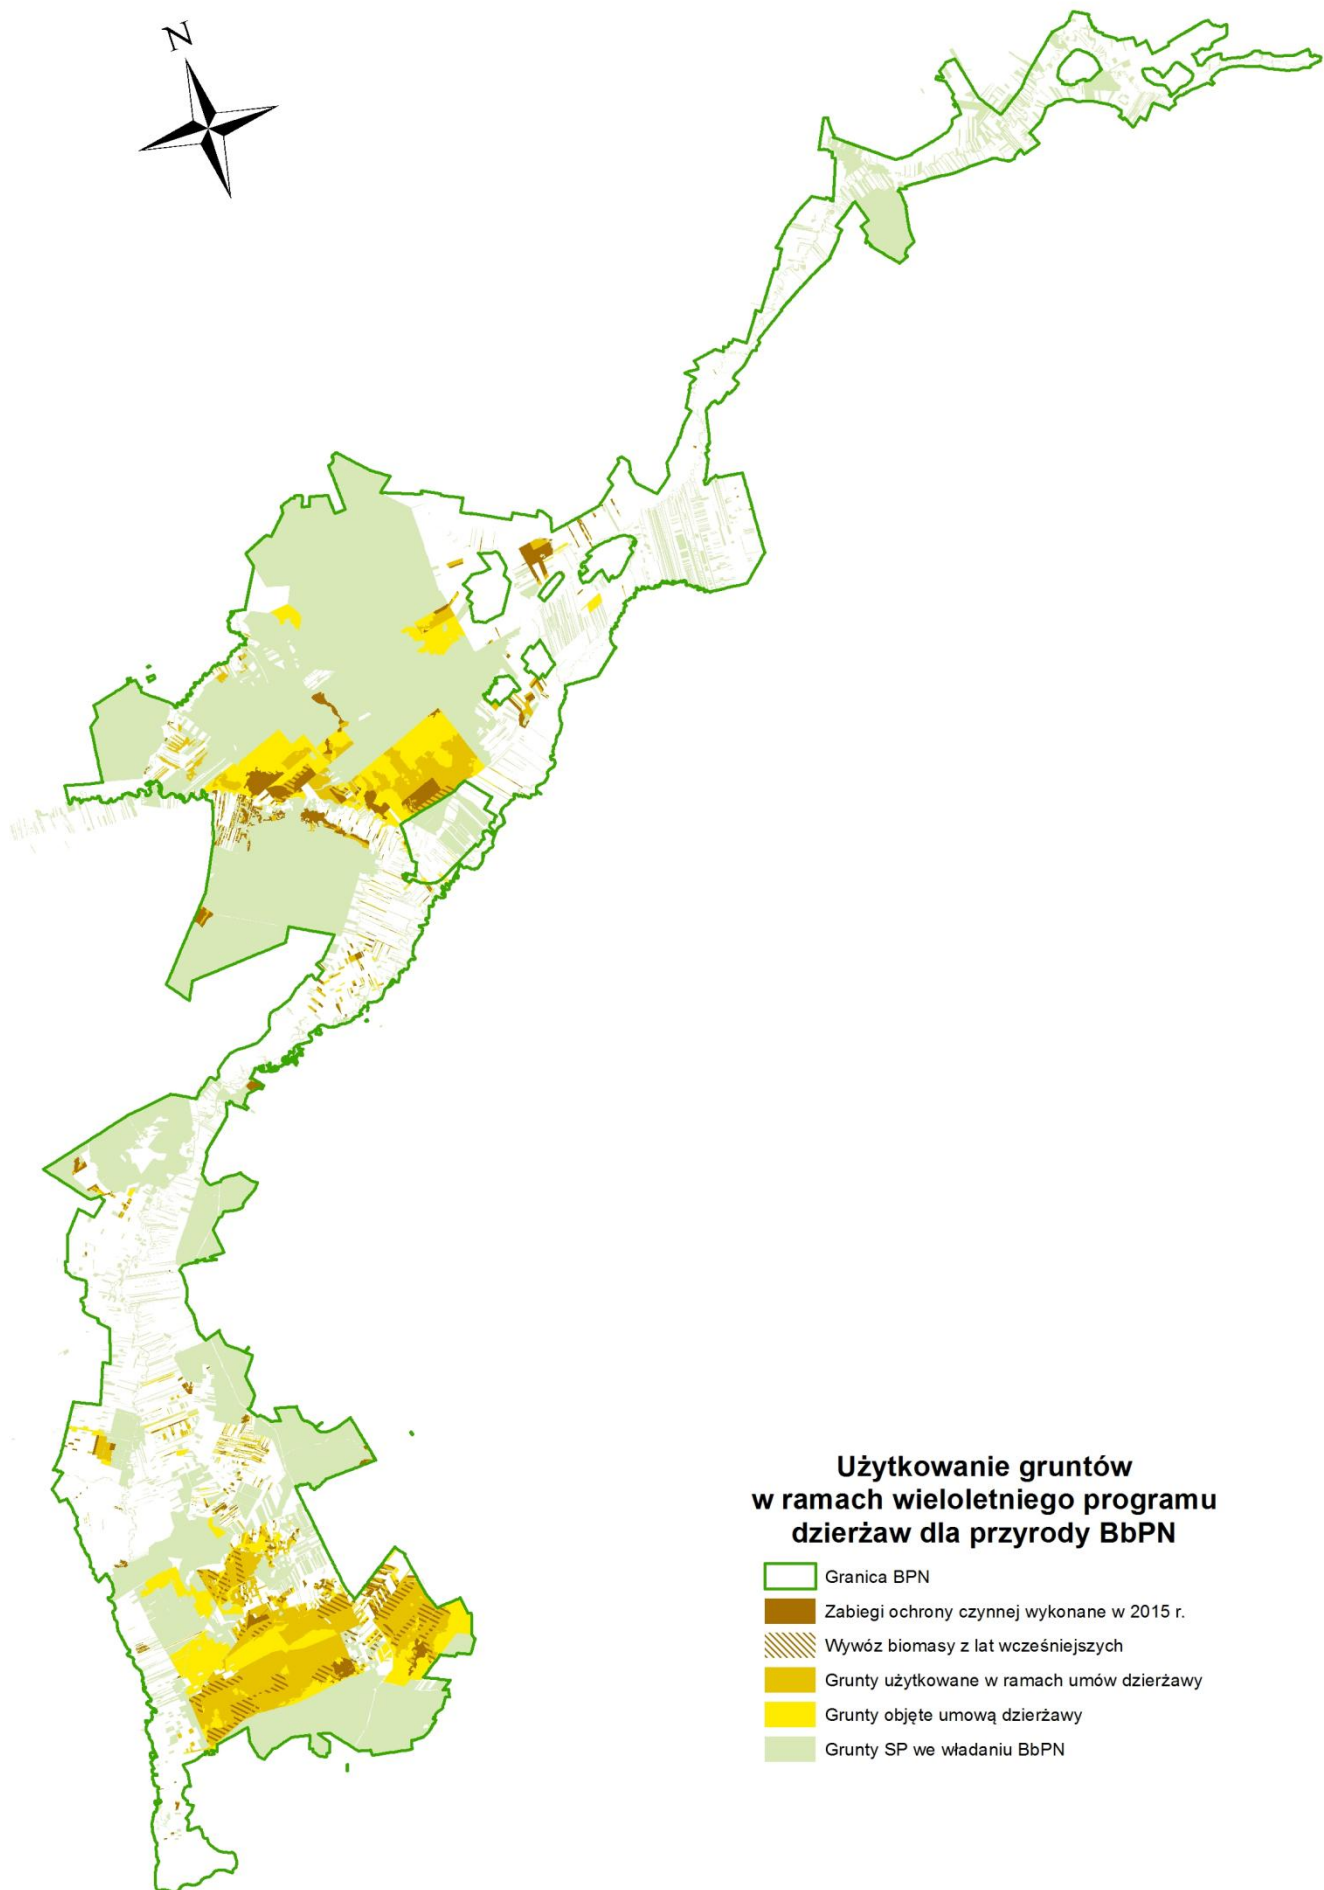 N
Użytkowanie gruntów
w ramach wieloletniego programu
dzierżaw dla przyrody BbPN
Granica BPN
Zabiegi ochrony czynnej wykonane w 2015 r.
Wywóz biomasy z lat wcześniejszych
Grunty użytkowane w ramach umów dzierżawy
Grunty objęte umową dzierżawy
Grunty SP we władaniu BbPN